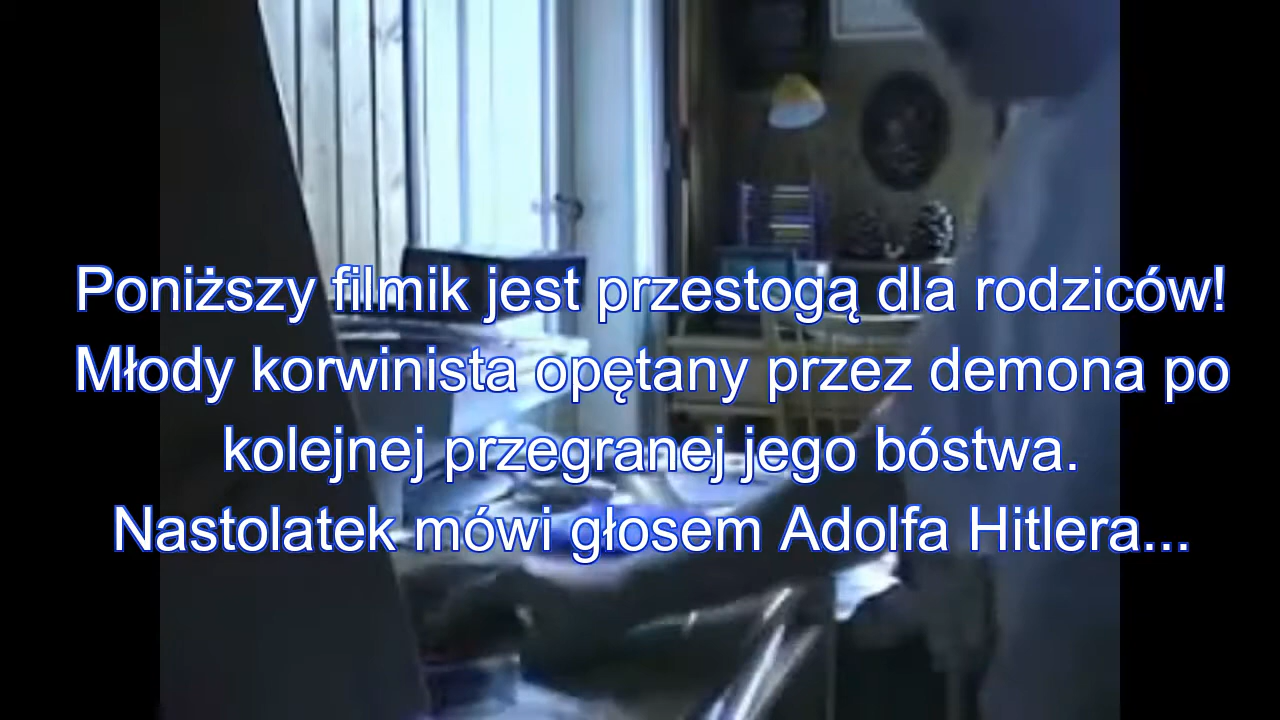 Poniższy filmik jest przestogą dla rodziców!
Młody korwinista opętany przez demona po
kolejnej przegranej jego bóstwa.
Nastolatek mówi głosem Adolfa Hitlera...